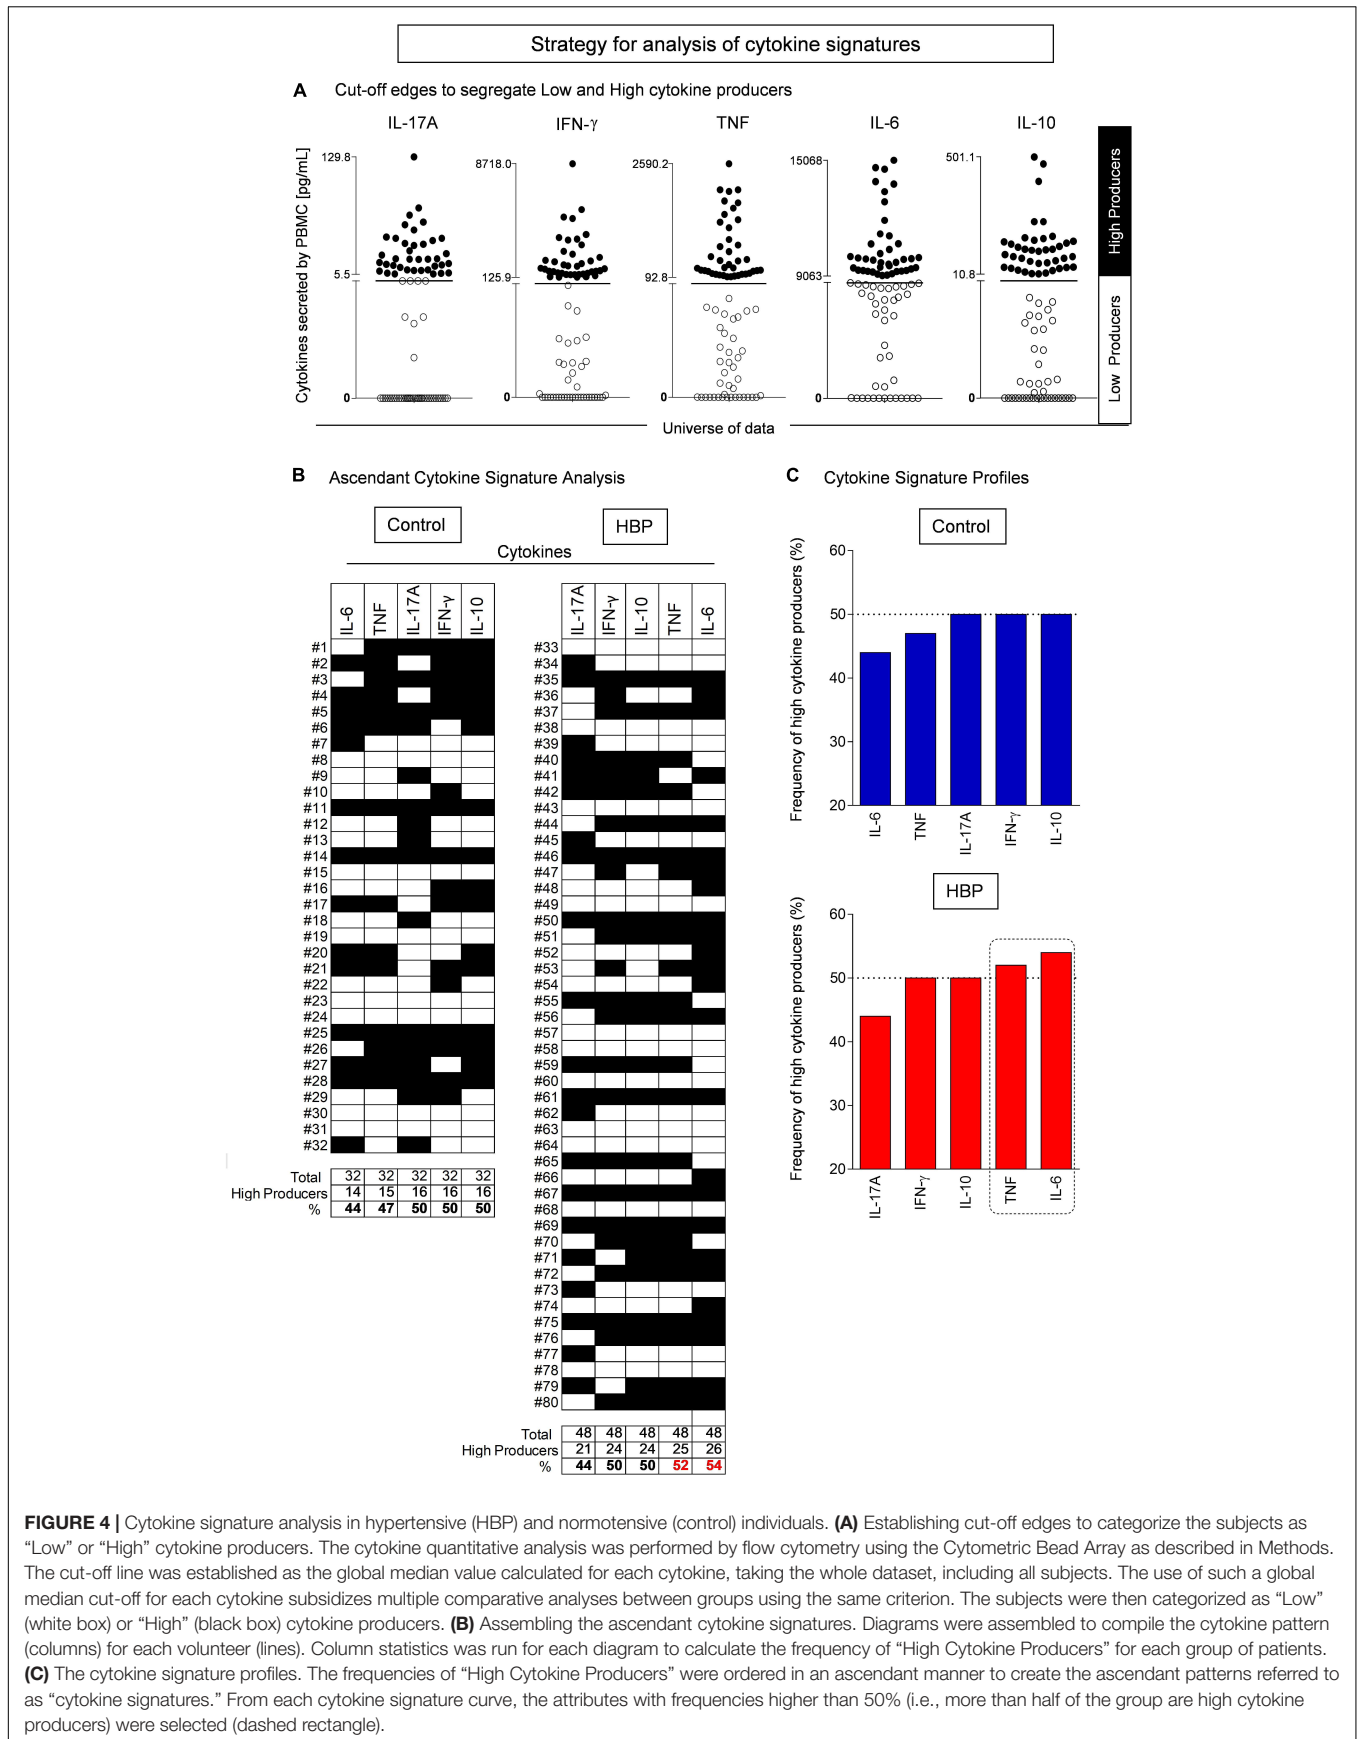 Strategy for analysis of cytokine signatures
A Cut-off edges to segregate Low and High cytokine producers
IL-17A IFN-γ TNF IL-6 IL-10
Cytokines secreted by PBMC [pg/mL]
129.8 8718.0 2590.2 15068 501.1
5.5 125.9 92.8 9063 10.8
0 0 0 0 0
High Producers
Low Producers
Universe of data
B Ascendant Cytokine Signature Analysis
Control HBP
Cytokines
IL-6 TNF IL-17A IFN-γ IL-10
#1
#2
#3
#4
#5
#6
#7
#8
#9
#10
#11
#12
#13
#14
#15
#16
#17
#18
#19
#20
#21
#22
#23
#24
#25
#26
#27
#28
#29
#30
#31
#32
Total 32 32 32 32 32
High Producers 14 15 16 16 16
% 44 47 50 50 50
IL-17A IFN-γ IL-10 TNF IL-6
#33
#34
#35
#36
#37
#38
#39
#40
#41
#42
#43
#44
#45
#46
#47
#48
#49
#50
#51
#52
#53
#54
#55
#56
#57
#58
#59
#60
#61
#62
#63
#64
#65
#66
#67
#68
#69
#70
#71
#72
#73
#74
#75
#76
#77
#78
#79
#80
Total 48 48 48 48 48
High Producers 21 24 24 25 26
% 44 50 50 52 54
C Cytokine Signature Profiles
Control
Frequency of high cytokine producers (%)
60
50
40
30
20
IL-6 TNF IL-17A IFN-γ IL-10
HBP
Frequency of high cytokine producers (%)
60
50
40
30
20
IL-17A IFN-γ IL-10 TNF IL-6
FIGURE 4 | Cytokine signature analysis in hypertensive (HBP) and normotensive (control) individuals. (A) Establishing cut-off edges to categorize the subjects as
“Low” or “High” cytokine producers. The cytokine quantitative analysis was performed by flow cytometry using the Cytometric Bead Array as described in Methods.
The cut-off line was established as the global median value calculated for each cytokine, taking the whole dataset, including all subjects. The use of such a global
median cut-off for each cytokine subsidizes multiple comparative analyses between groups using the same criterion. The subjects were then categorized as “Low”
(white box) or “High” (black box) cytokine producers. (B) Assembling the ascendant cytokine signatures. Diagrams were assembled to compile the cytokine pattern
(columns) for each volunteer (lines). Column statistics was run for each diagram to calculate the frequency of “High Cytokine Producers” for each group of patients.
(C) The cytokine signature profiles. The frequencies of “High Cytokine Producers” were ordered in an ascendant manner to create the ascendant patterns referred to
as “cytokine signatures.” From each cytokine signature curve, the attributes with frequencies higher than 50% (i.e., more than half of the group are high cytokine
producers) were selected (dashed rectangle).